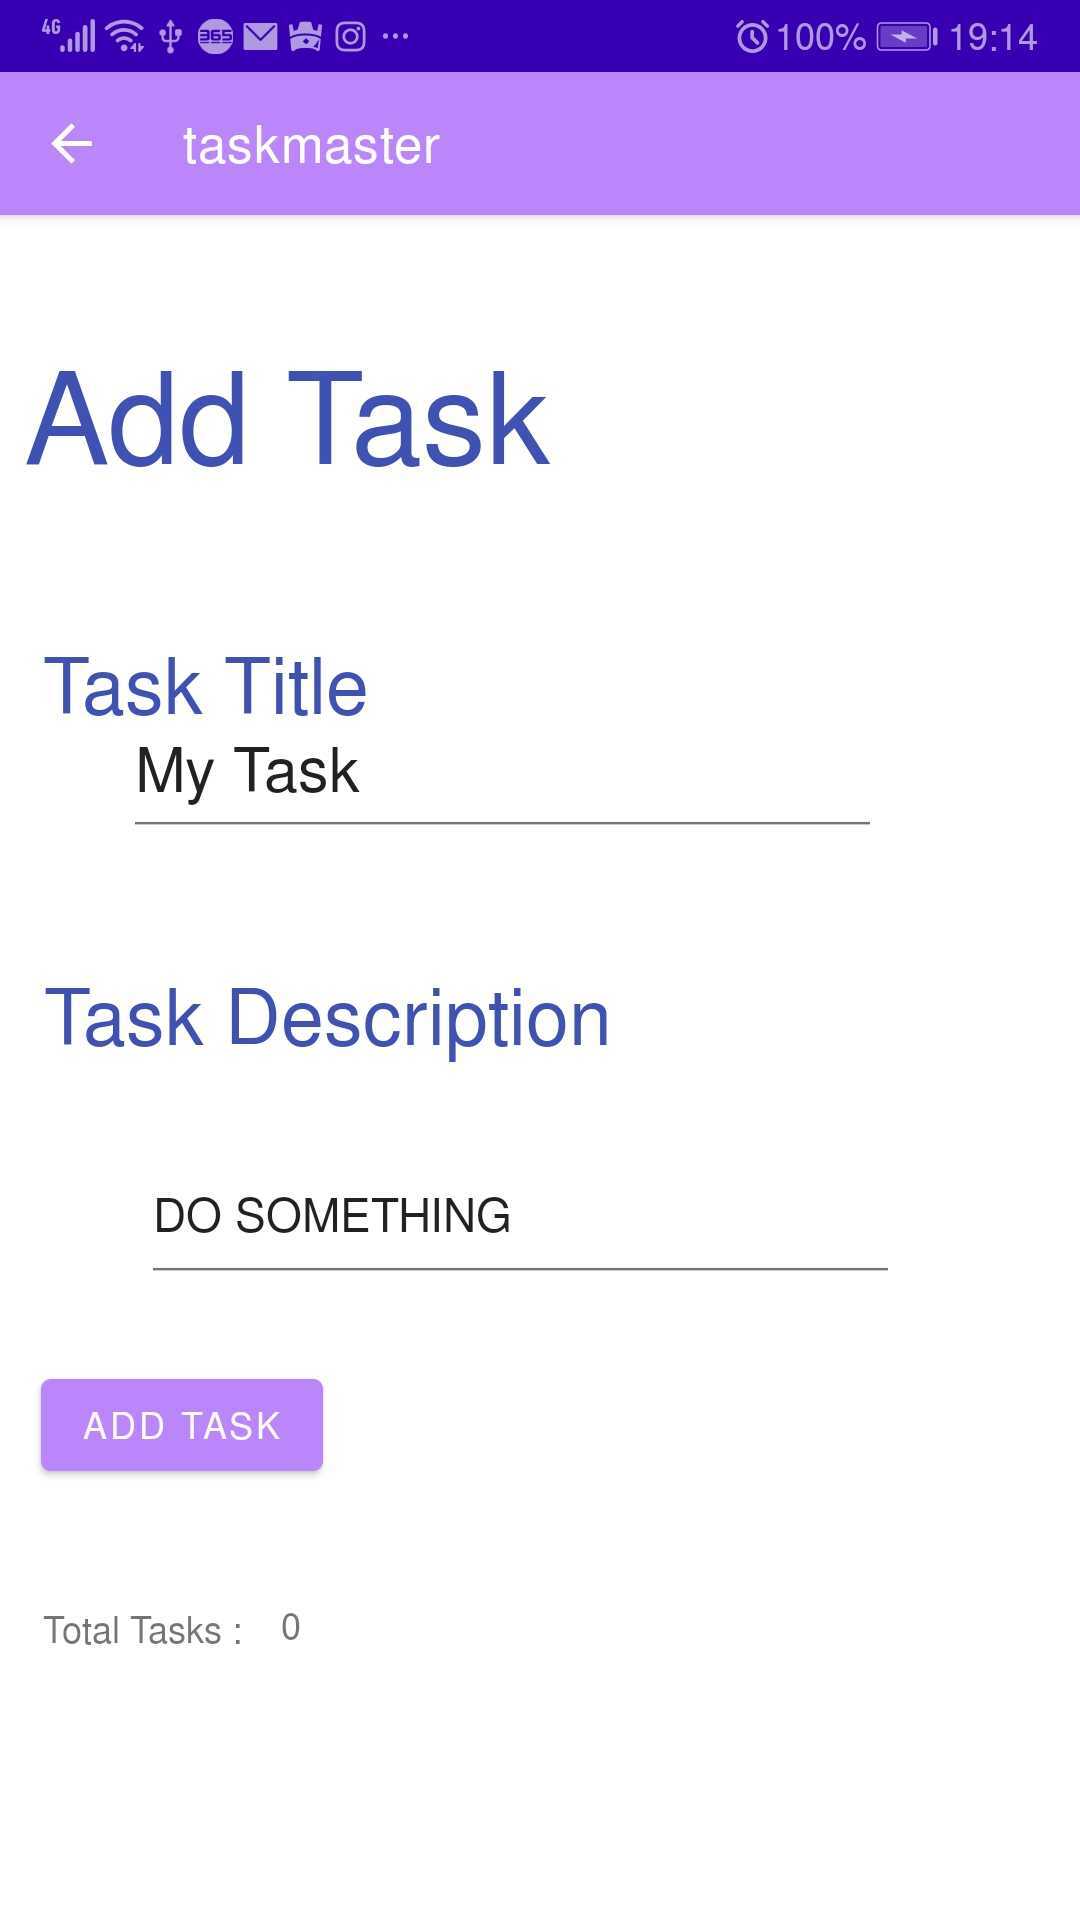 4G 365 100% 19:14
taskmaster
Add Task
Task Title
My Task
Task Description
DO SOMETHING
ADD TASK
Total Tasks : 0